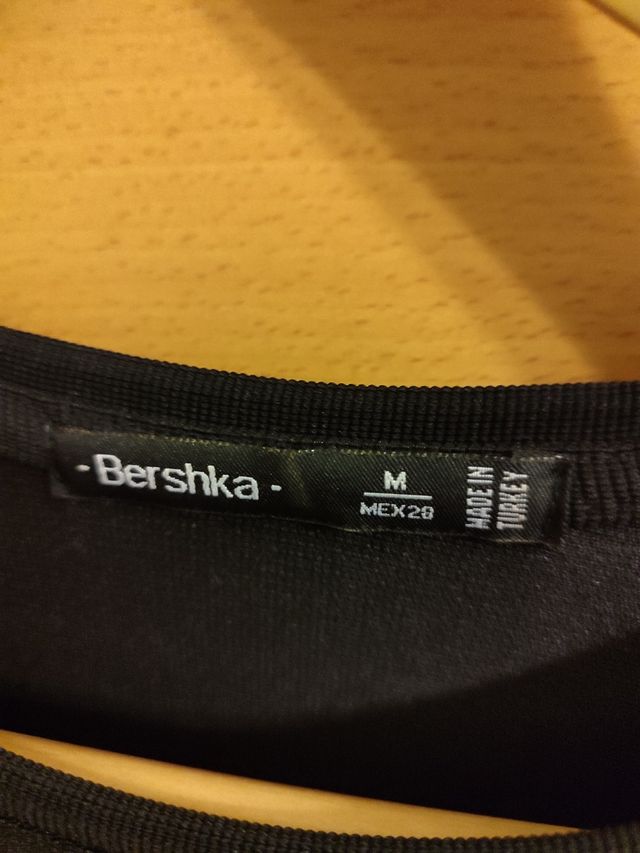 - Bershka -
M
MEX28
MADE IN
TURKEY